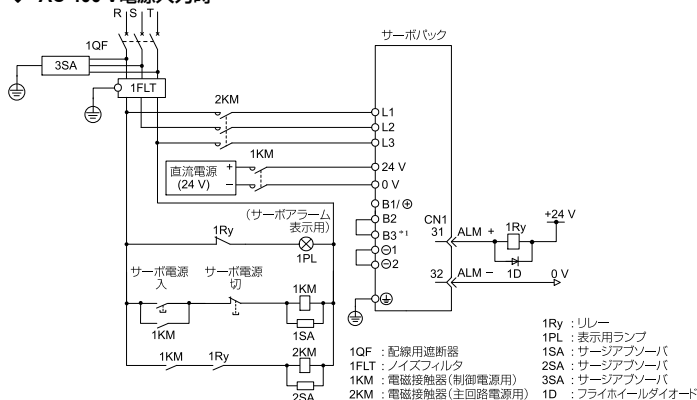 R S T
1QF
3SA
1FLT
2KM
1KM
直流電源
(24 V)
+
−
サーボパック
L1
L2
L3
24 V
0 V
B1/⊕
B2
B3*1
⊖1
⊖2
CN1
31
ALM +
1Ry
+24 V
1D
32
ALM −
0 V
(サーボアラーム
表示用)
1Ry
1PL
サーボ電源
入
サーボ電源
切
1KM
1KM
1SA
1KM
1Ry
2KM
2SA
1QF : 配線用遮断器
1FLT : ノイズフィルタ
1KM : 電磁接触器(制御電源用)
2KM : 電磁接触器(主回路電源用)
1Ry : リレー
1PL : 表示用ランプ
1SA : サージアブソーバ
2SA : サージアブソーバ
3SA : サージアブソーバ
1D : フライホイールダイオード